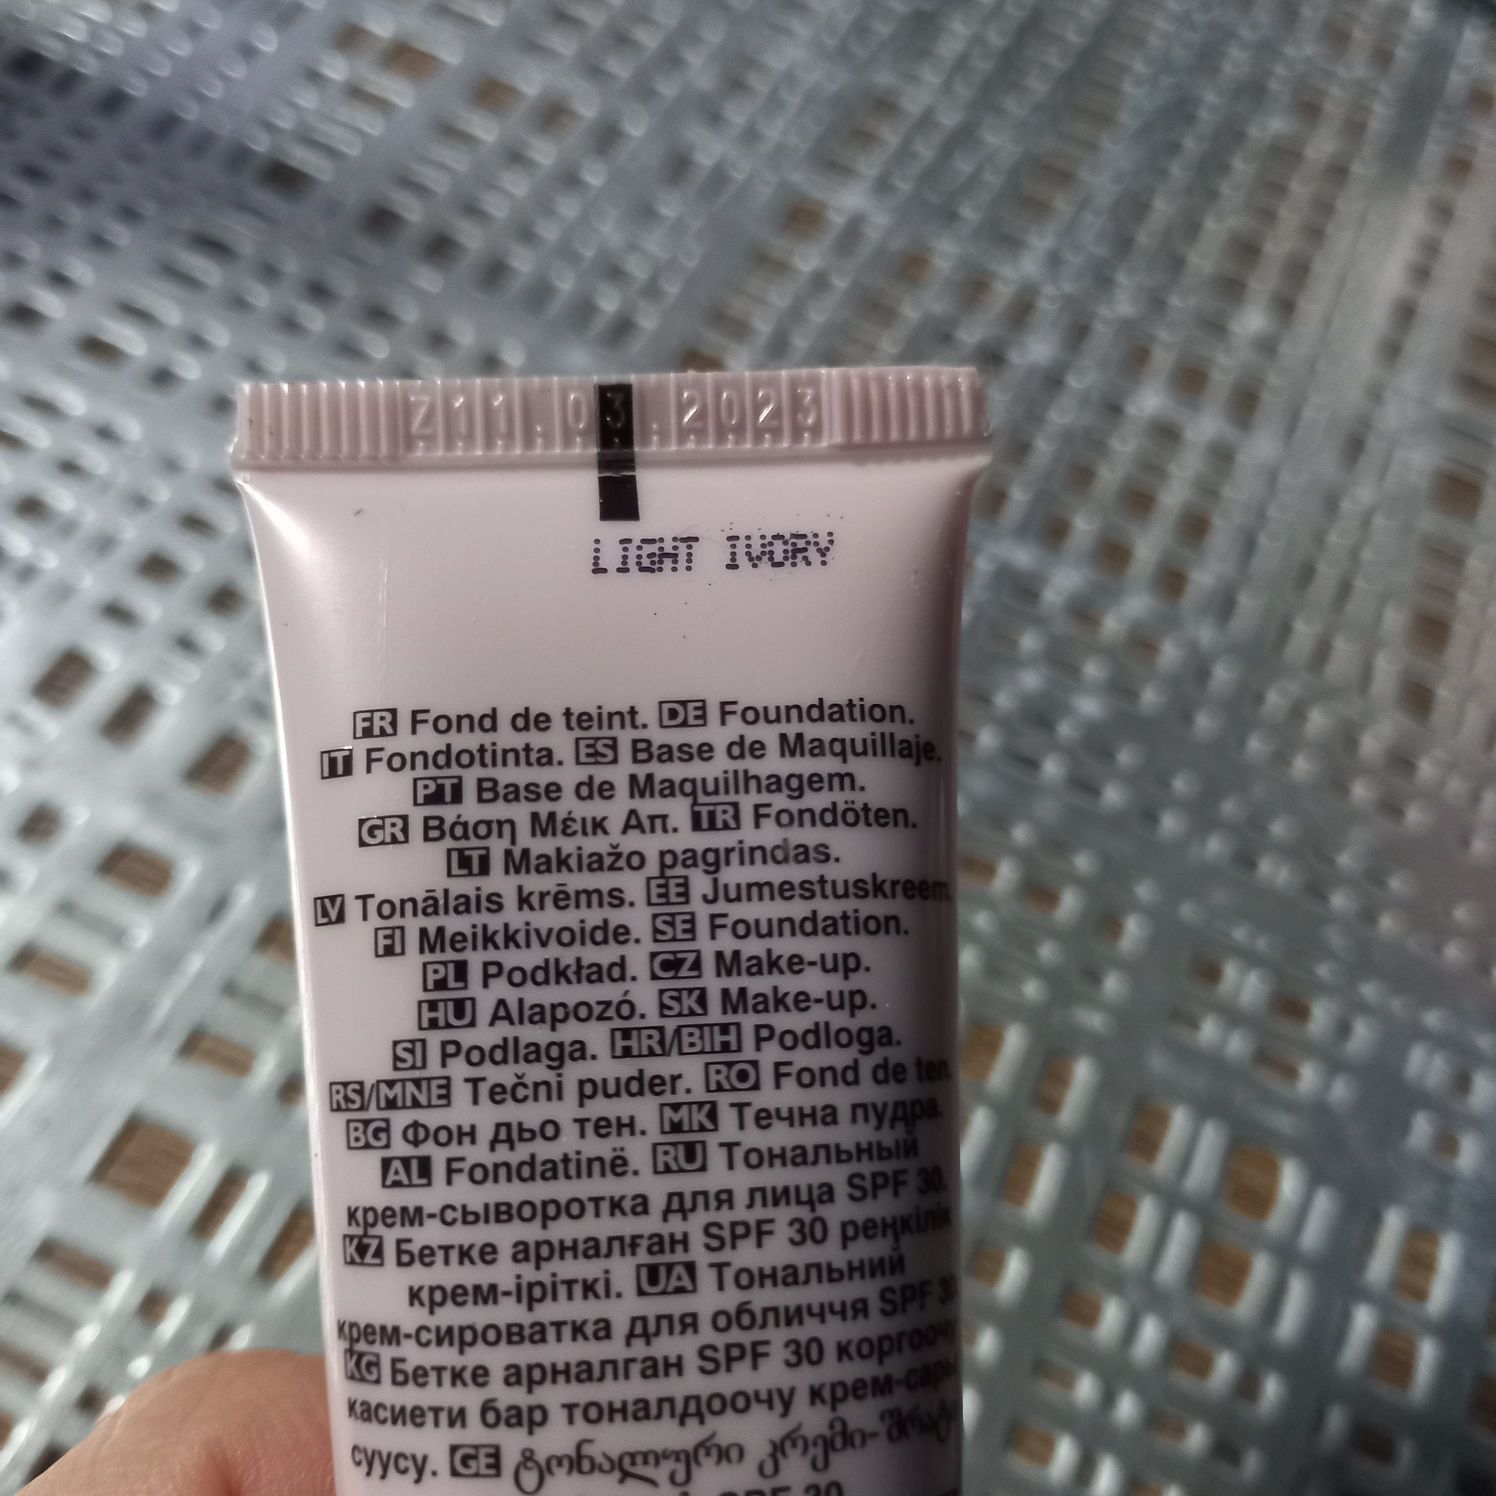 Z11.03.2023
LIGHT IVORY
FR Fond de teint. DE Foundation.
IT Fondotinta. ES Base de Maquillaje.
PT Base de Maquilhagem.
GR Βάση Μέικ Απ. TR Fondöten.
LT Makiažo pagrindas.
LV Tonālais krēms. EE Jumestuskreem.
FI Meikkivoide. SE Foundation.
PL Podkład. CZ Make-up.
HU Alapozó. SK Make-up.
SI Podlaga. HR/BIH Podloga.
RS/MNE Tečni puder. RO Fond de ten.
BG Фон дьо тен. MK Течна пудра.
AL Fondatinë. RU Тональный
крем-сыворотка для лица SPF 30.
KZ Бетке арналған SPF 30 реңкілік
крем-іріткі. UA Тональний
крем-сироватка для обличчя SPF 30.
KG Бетке арналган SPF 30 коргоочу
касиети бар тоналдоочу крем-сары
суусу. GE ტონალური კრემი-შრატი
SPF 30